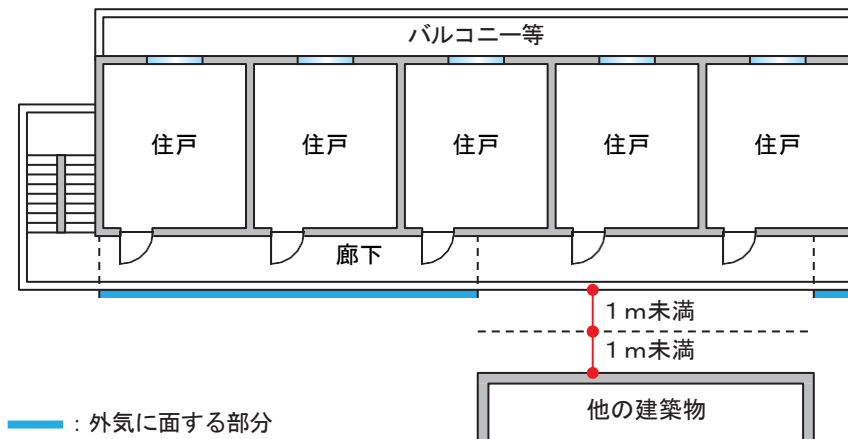 バルコニー等
住戸 住戸 住戸 住戸 住戸
廊下
1m未満
1m未満
他の建築物
:外気に面する部分